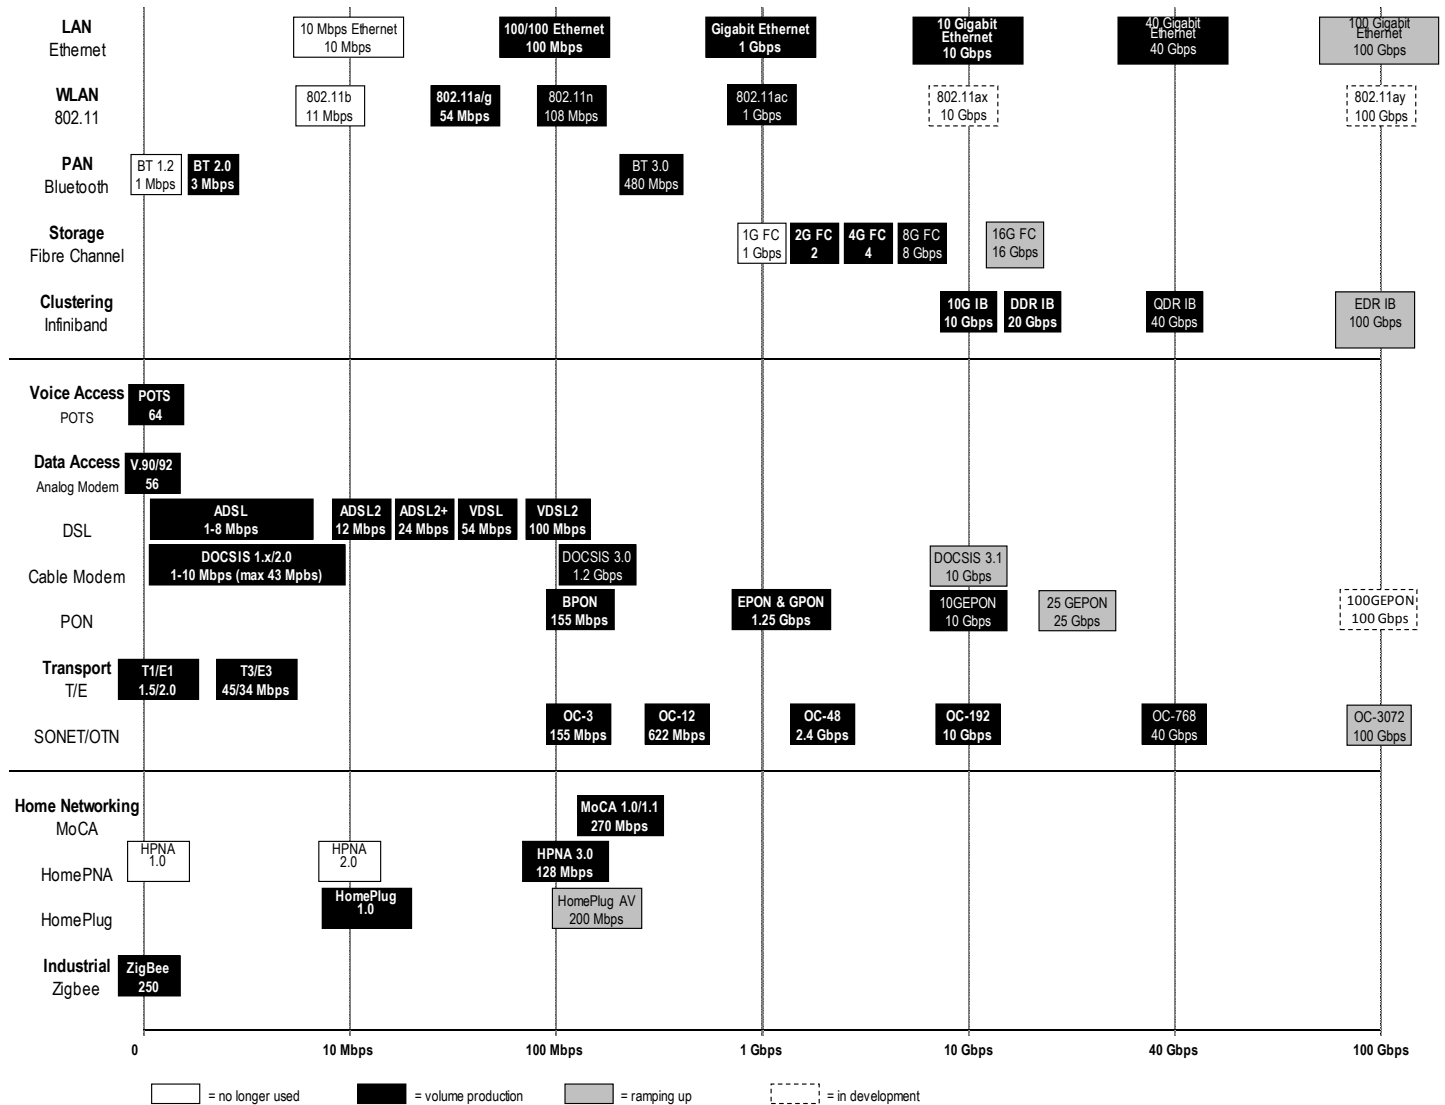 LAN
Ethernet
10 Mbps Ethernet
10 Mbps
100/100 Ethernet
100 Mbps
Gigabit Ethernet
1 Gbps
10 Gigabit
Ethernet
10 Gbps
40 Gigabit
Ethernet
40 Gbps
100 Gigabit
Ethernet
100 Gbps
WLAN
802.11
802.11b
11 Mbps
802.11a/g
54 Mbps
802.11n
108 Mbps
802.11ac
1 Gbps
802.11ax
10 Gbps
802.11ay
100 Gbps
PAN
Bluetooth
BT 1.2
1 Mbps
BT 2.0
3 Mbps
BT 3.0
480 Mbps
Storage
Fibre Channel
1G FC
1 Gbps
2G FC
2
4G FC
4
8G FC
8 Gbps
16G FC
16 Gbps
Clustering
Infiniband
10G IB
10 Gbps
DDR IB
20 Gbps
QDR IB
40 Gbps
EDR IB
100 Gbps
Voice Access
POTS
POTS
64
Data Access
Analog Modem
V.90/92
56
DSL
ADSL
1-8 Mbps
ADSL2
12 Mbps
ADSL2+
24 Mbps
VDSL
54 Mbps
VDSL2
100 Mbps
Cable Modem
DOCSIS 1.x/2.0
1-10 Mbps (max 43 Mpbs)
DOCSIS 3.0
1.2 Gbps
DOCSIS 3.1
10 Gbps
PON
BPON
155 Mbps
EPON & GPON
1.25 Gbps
10GEPON
10 Gbps
25 GEPON
25 Gbps
100GEPON
100 Gbps
Transport
T/E
T1/E1
1.5/2.0
T3/E3
45/34 Mbps
SONET/OTN
OC-3
155 Mbps
OC-12
622 Mbps
OC-48
2.4 Gbps
OC-192
10 Gbps
OC-768
40 Gbps
OC-3072
100 Gbps
Home Networking
MoCA
MoCA 1.0/1.1
270 Mbps
HomePNA
HPNA
1.0
HPNA
2.0
HPNA 3.0
128 Mbps
HomePlug
HomePlug
1.0
HomePlug AV
200 Mbps
Industrial
Zigbee
ZigBee
250
0
10 Mbps
100 Mbps
1 Gbps
10 Gbps
40 Gbps
100 Gbps
= no longer used
= volume production
= ramping up
= in development